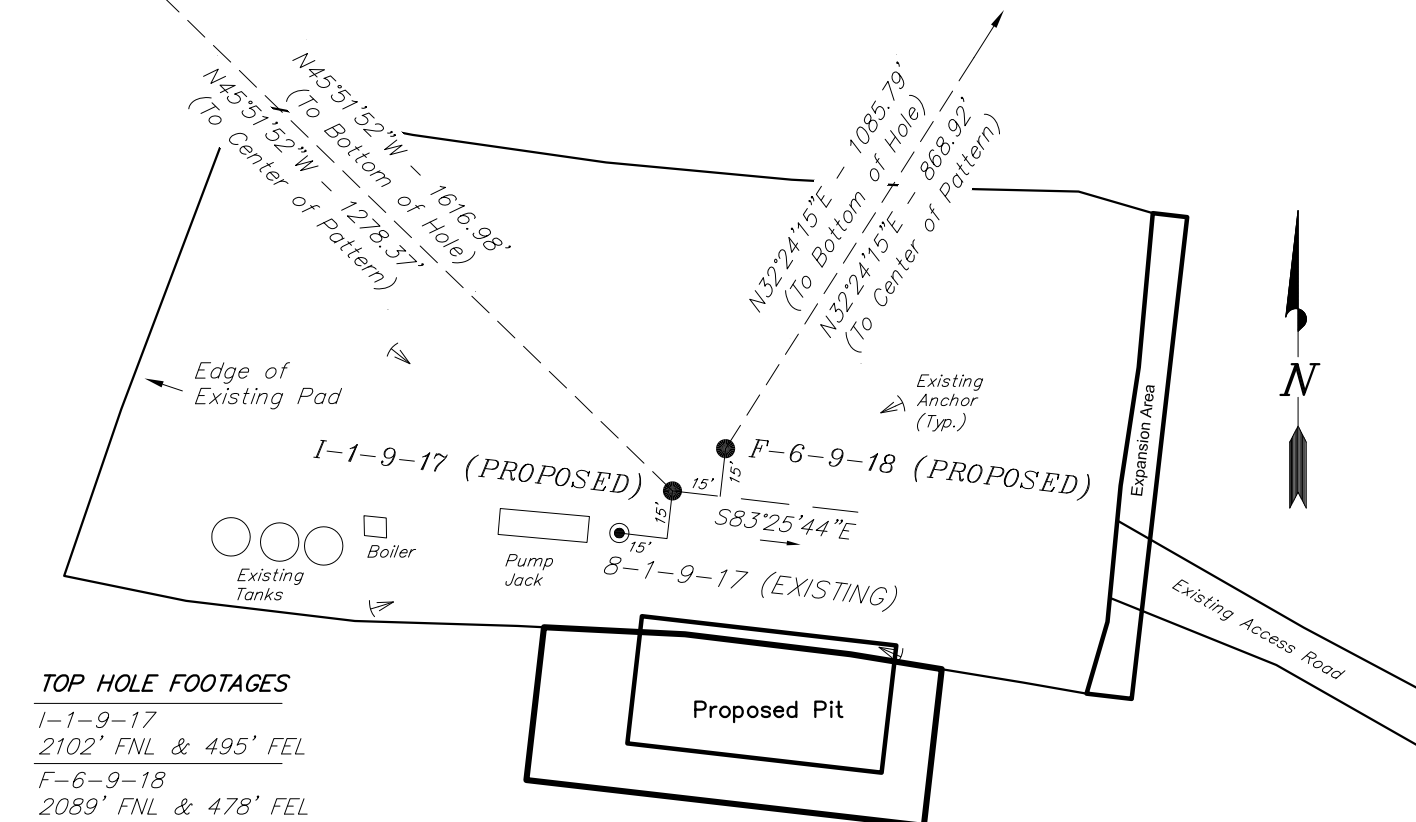 N45°51'52"W - 1616.98'
(To Bottom of Hole)
N45°51'52"W - 1278.37'
(To Center of Pattern)
N32°24'15"E - 1085.79'
(To Bottom of Hole)
N32°24'15"E - 868.92'
(To Center of Pattern)
Edge of
Existing Pad
Existing
Anchor
(Typ.)
Expansion Area
N
I-1-9-17 (PROPOSED)
F-6-9-18 (PROPOSED)
15'
15'
15'
15'
S83°25'44"E
Boiler
Existing
Tanks
Pump
Jack
8-1-9-17 (EXISTING)
Existing Access Road
Proposed Pit
TOP HOLE FOOTAGES
I-1-9-17
2102' FNL & 495' FEL
F-6-9-18
2089' FNL & 478' FEL